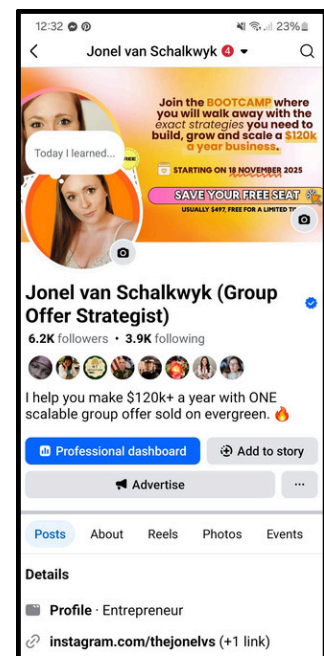 12:32
23%
Jonel van Schalkwyk 4
Join the BOOTCAMP where
you will walk away with the
exact strategies you need to
build, grow and scale a $120k
a year business.
Today I learned...
STARTING ON 18 NOVEMBER 2025
SAVE YOUR FREE SEAT
USUALLY $497, FREE FOR A LIMITED
Jonel van Schalkwyk (Group
Offer Strategist)
6.2K followers • 3.9K following
I help you make $120k+ a year with ONE
scalable group offer sold on evergreen. 🔥
Professional dashboard
Add to story
Advertise
...
Posts About Reels Photos Events
Details
Profile · Entrepreneur
instagram.com/thejonelvs (+1 link)